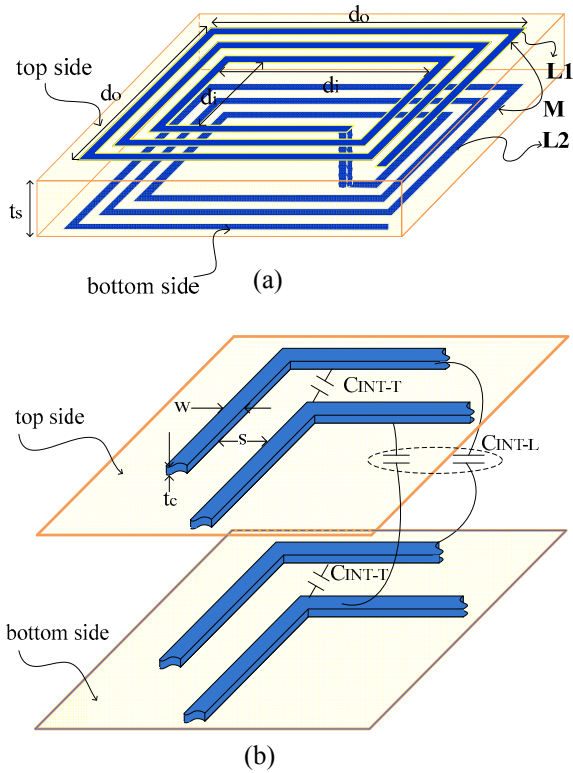 do
top side
do
di
di
L1
M
L2
ts
bottom side
(a)
CINT-T
top side
w
s
CINT-L
tc
CINT-T
bottom side
(b)